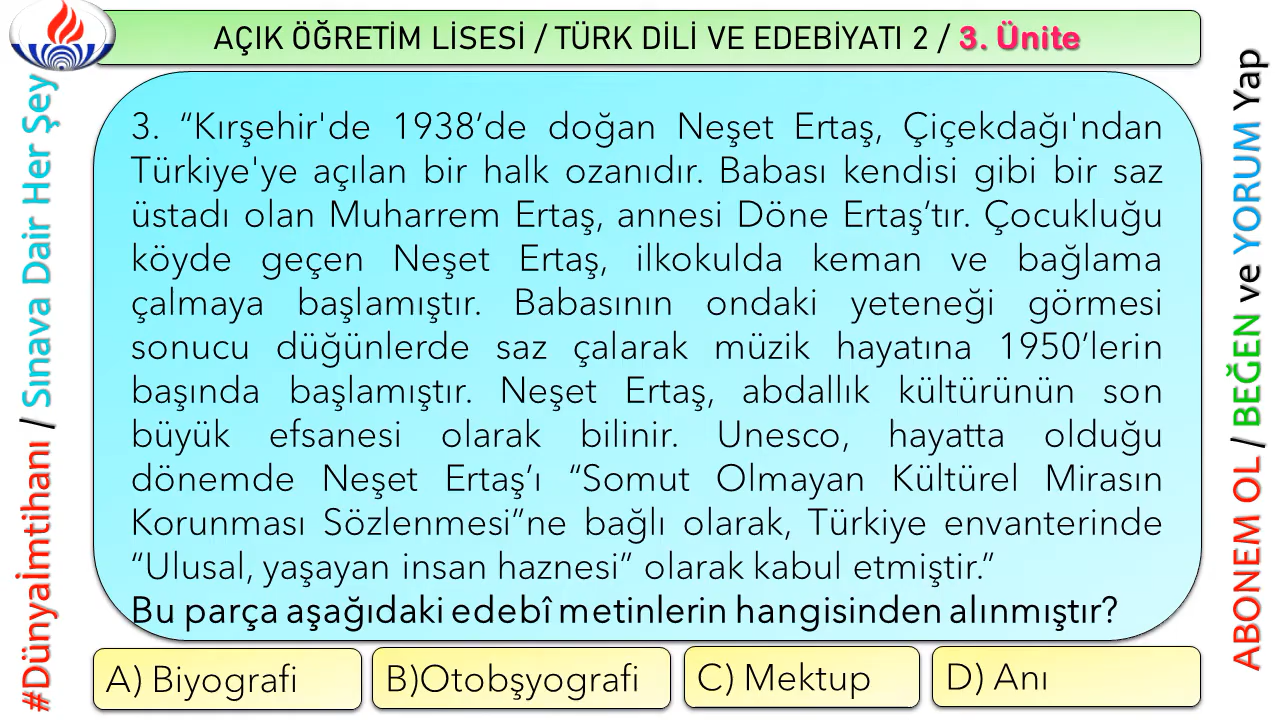 AÇIK ÖĞRETİM LİSESİ / TÜRK DİLİ VE EDEBİYATI 2 / 3. Ünite
#Dünyaİmtihanı / Sınava Dair Her Şey
3. “Kırşehir'de 1938’de doğan Neşet Ertaş, Çiçekdağı'ndan
Türkiye'ye açılan bir halk ozanıdır. Babası kendisi gibi bir saz
üstadı olan Muharrem Ertaş, annesi Döne Ertaş’tır. Çocukluğu
köyde geçen Neşet Ertaş, ilkokulda keman ve bağlama
çalmaya başlamıştır. Babasının ondaki yeteneği görmesi
sonucu düğünlerde saz çalarak müzik hayatına 1950’lerin
başında başlamıştır. Neşet Ertaş, abdallık kültürünün son
büyük efsanesi olarak bilinir. Unesco, hayatta olduğu
dönemde Neşet Ertaş’ı “Somut Olmayan Kültürel Mirasın
Korunması Sözlenmesi”ne bağlı olarak, Türkiye envanterinde
“Ulusal, yaşayan insan haznesi” olarak kabul etmiştir.”
Bu parça aşağıdaki edebî metinlerin hangisinden alınmıştır?
A) Biyografi
B)Otobşyografi
C) Mektup
D) Anı
ABONEM OL / BEĞEN ve YORUM Yap